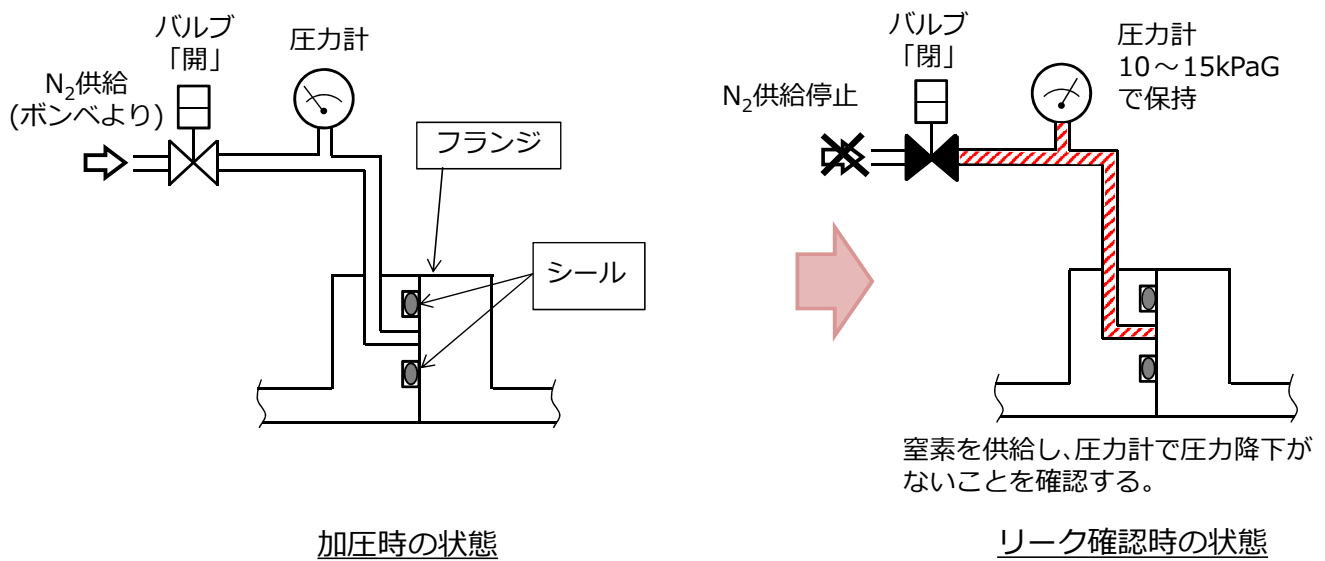 バルブ
「開」
圧力計
N₂供給
(ボンベより)
フランジ
シール
加圧時の状態
バルブ
「閉」
圧力計
10～15kPaG
で保持
N₂供給停止
窒素を供給し、圧力計で圧力降下が
ないことを確認する。
リーク確認時の状態